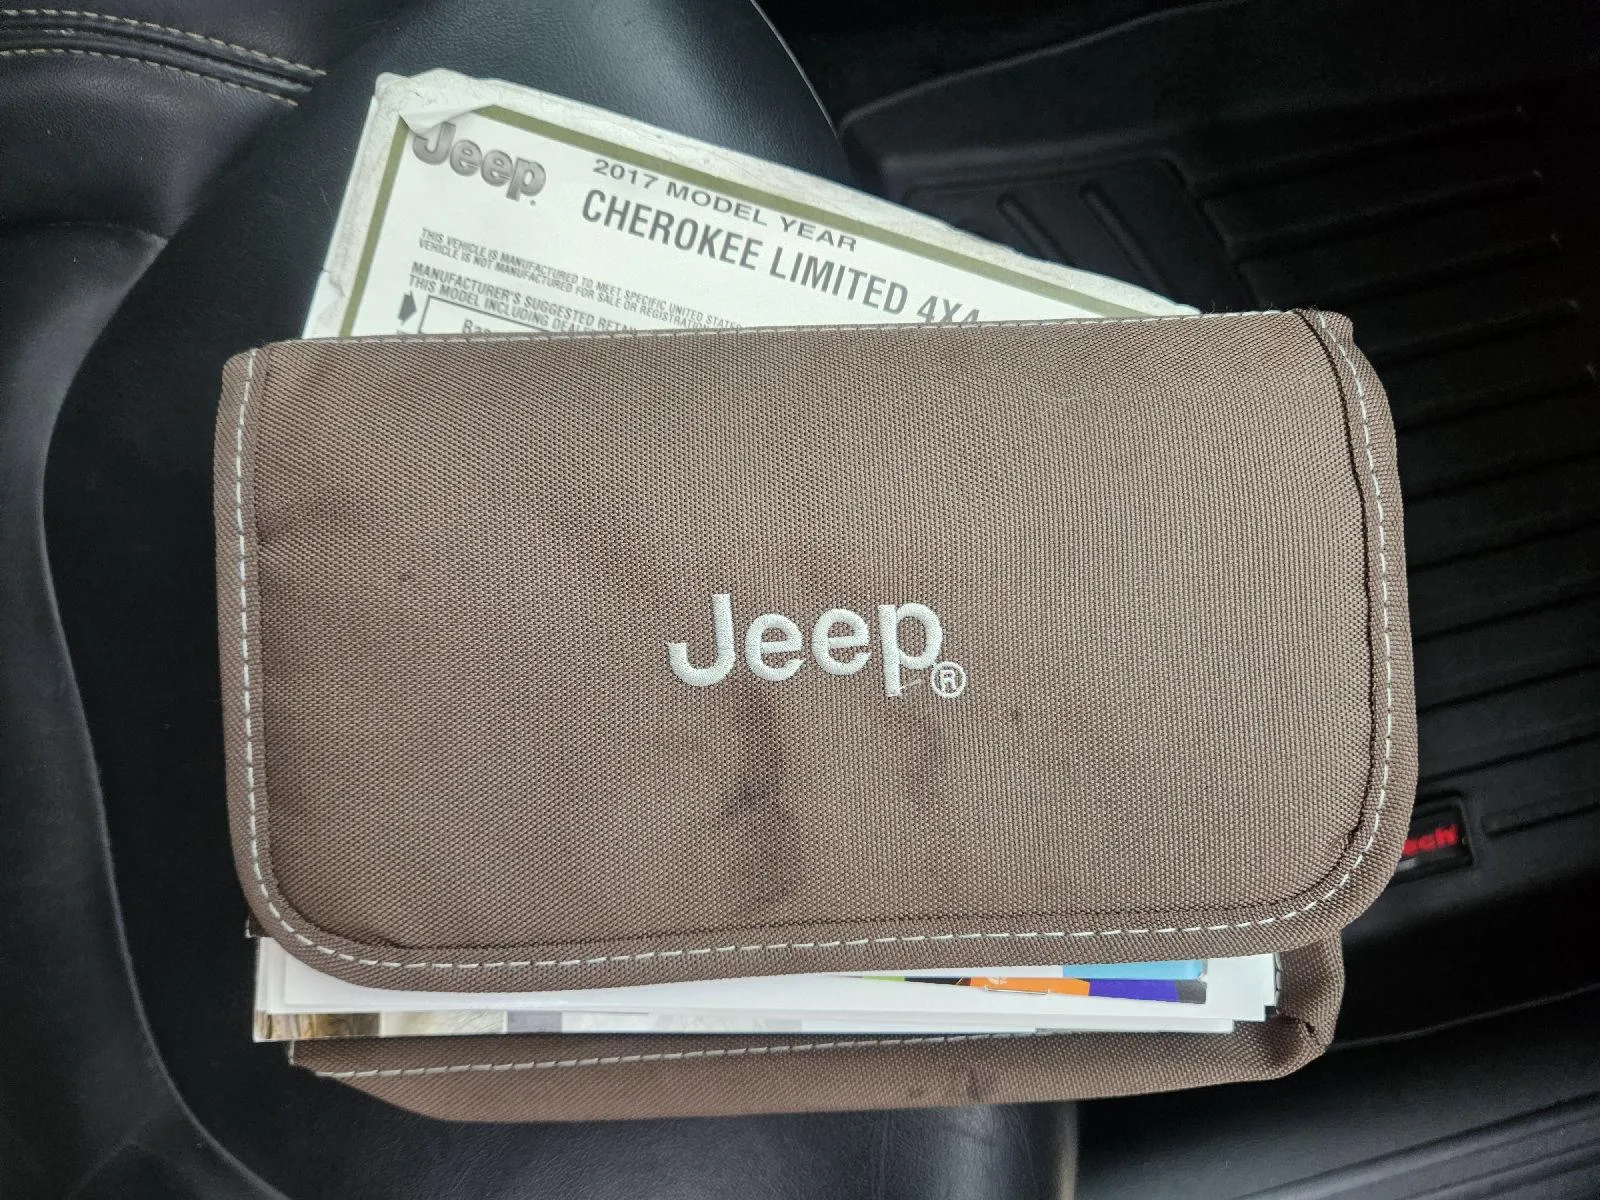 Jeep
2017 MODEL YEAR
CHEROKEE LIMITED 4X4
THIS VEHICLE IS MANUFACTURED TO MEET SPECIFIC UNITED STATES
VEHICLE IS NOT MANUFACTURED FOR SALE OR REGISTRATION
MANUFACTURER'S SUGGESTED RETAIL
THIS MODEL INCLUDING DEALER
Jeep®
ech